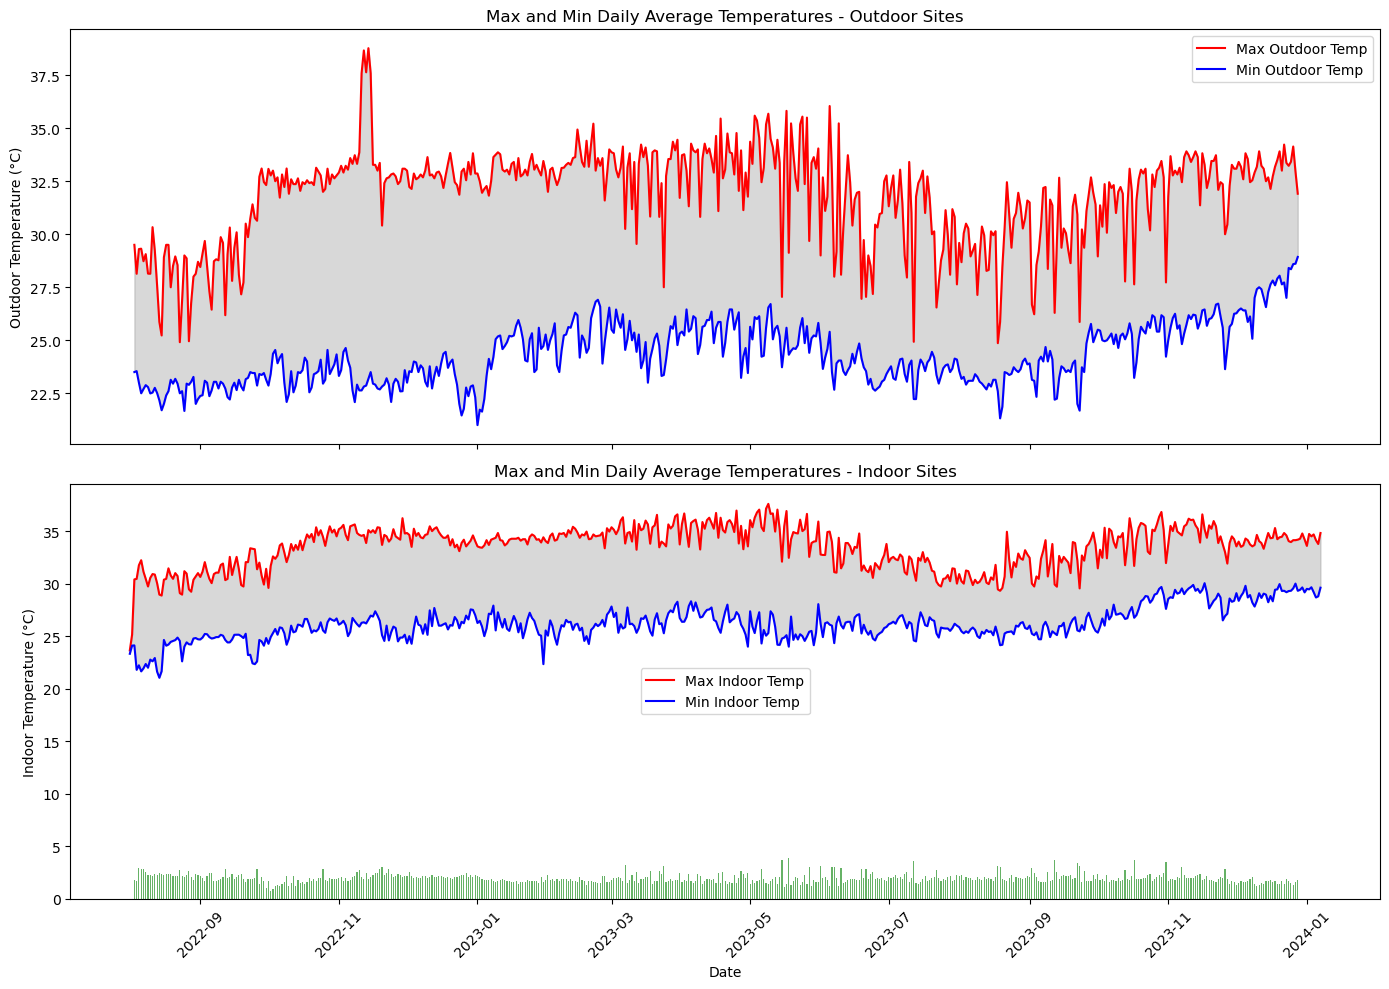 Max and Min Daily Average Temperatures - Outdoor Sites
Outdoor Temperature (°C)
37.5
35.0
32.5
30.0
27.5
25.0
22.5
Max Outdoor Temp
Min Outdoor Temp
Max and Min Daily Average Temperatures - Indoor Sites
Indoor Temperature (°C)
35
30
25
20
15
10
5
0
Max Indoor Temp
Min Indoor Temp
2022-09
2022-11
2023-01
2023-03
2023-05
2023-07
2023-09
2023-11
2024-01
Date